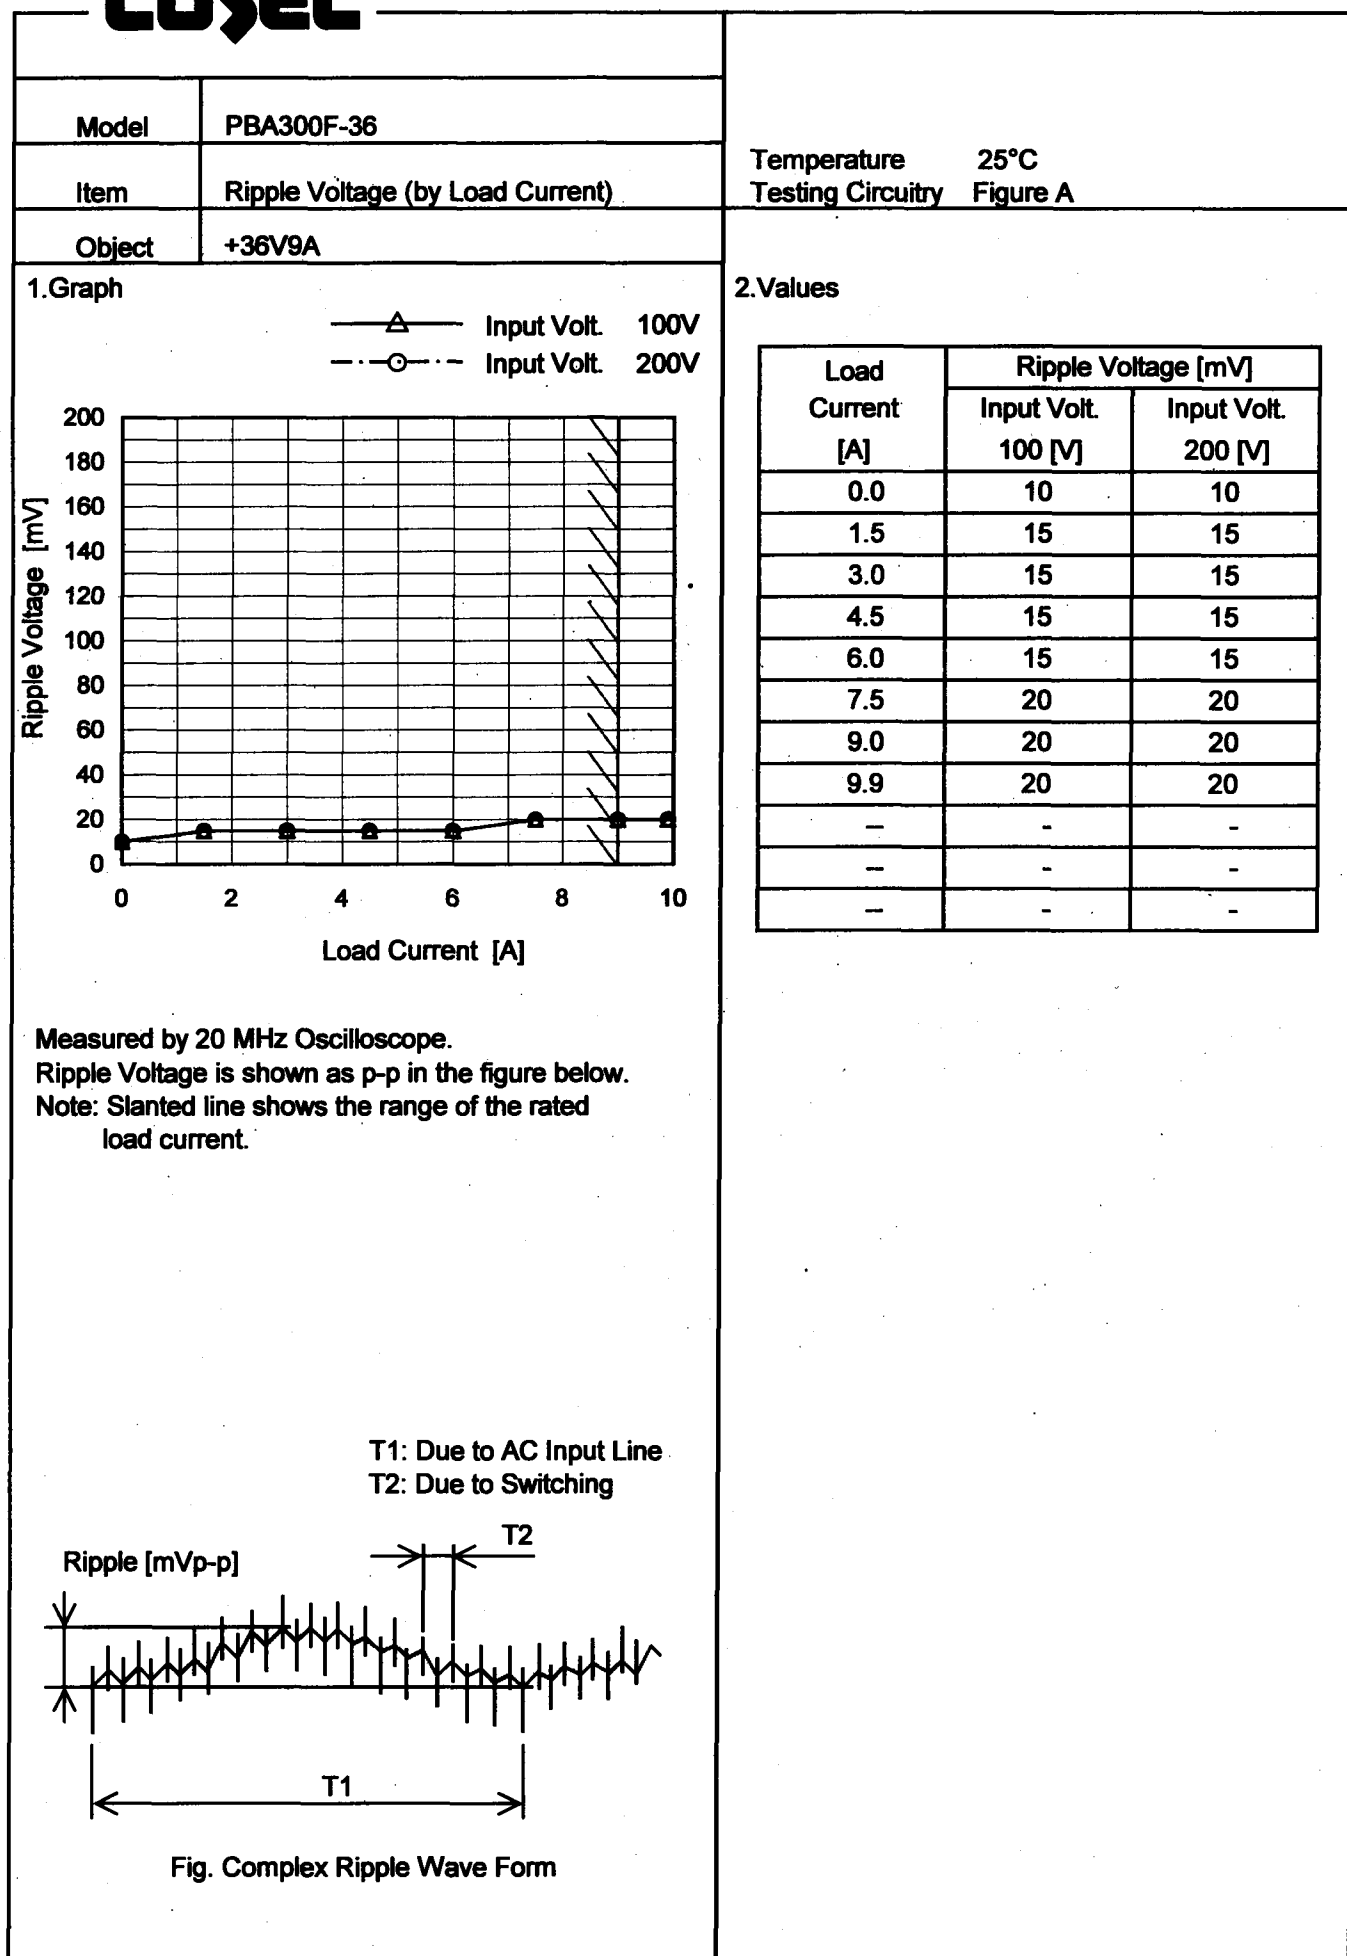 COSEL
Model PBA300F-36
Item Ripple Voltage (by Load Current)
Object +36V9A
Temperature 25°C
Testing Circuitry Figure A
1.Graph
Input Volt. 100V
Input Volt. 200V
Ripple Voltage [mV]
200
180
160
140
120
100
80
60
40
20
0
0 2 4 6 8 10
Load Current [A]
Measured by 20 MHz Oscilloscope.
Ripple Voltage is shown as p-p in the figure below.
Note: Slanted line shows the range of the rated
load current.
T1: Due to AC Input Line
T2: Due to Switching
T2
Ripple [mVp-p]
T1
Fig. Complex Ripple Wave Form
2.Values
Load Ripple Voltage [mV]
Current Input Volt. Input Volt.
[A] 100 [V] 200 [V]
0.0 10 10
1.5 15 15
3.0 15 15
4.5 15 15
6.0 15 15
7.5 20 20
9.0 20 20
9.9 20 20
-- - -
-- - -
-- - -